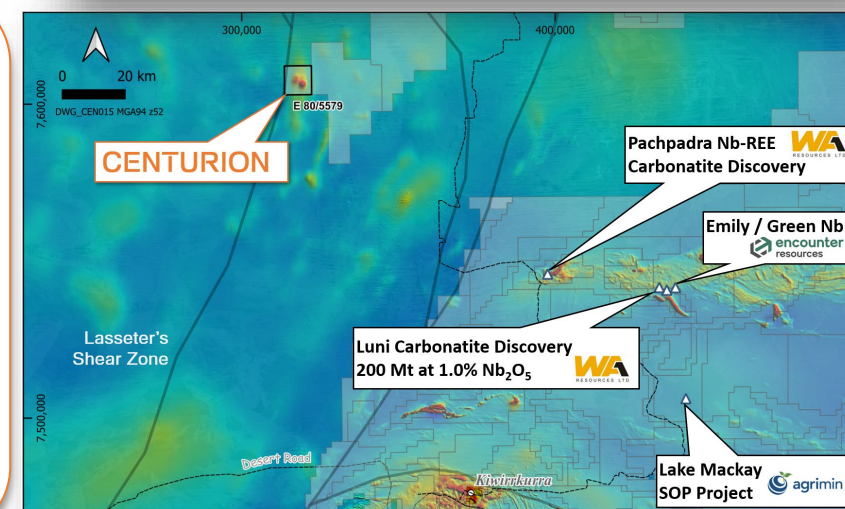 300,000
400,000
0 20 km
DWG_CEN015 MGA94 z52
7,600,000
E 80/5579
CENTURION
Pachpadra Nb-REE
Carbonatite Discovery
WA
RESOURCES LTD
Emily / Green Nb
encounter
resources
Lasseter's
Shear Zone
Luni Carbonatite Discovery
200 Mt at 1.0% Nb₂O₅
WA
RESOURCES LTD
7,500,000
Desert Road
Kiwirrkurra
Lake Mackay
SOP Project
agrimin